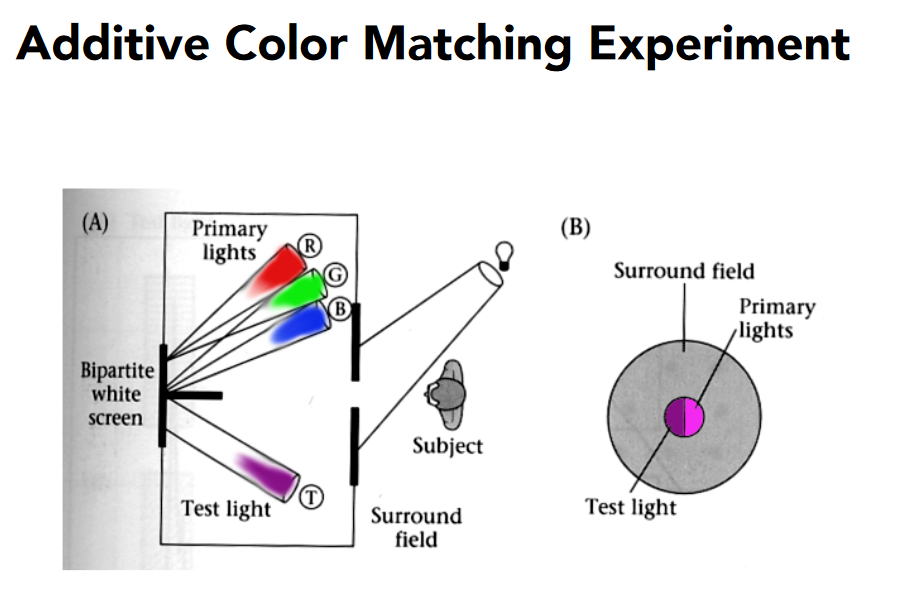 Additive Color Matching Experiment
(A)
Primary
lights
R
G
B
Bipartite
white
screen
Subject
T
Test light
Surround
field
(B)
Surround field
Primary
lights
Test light